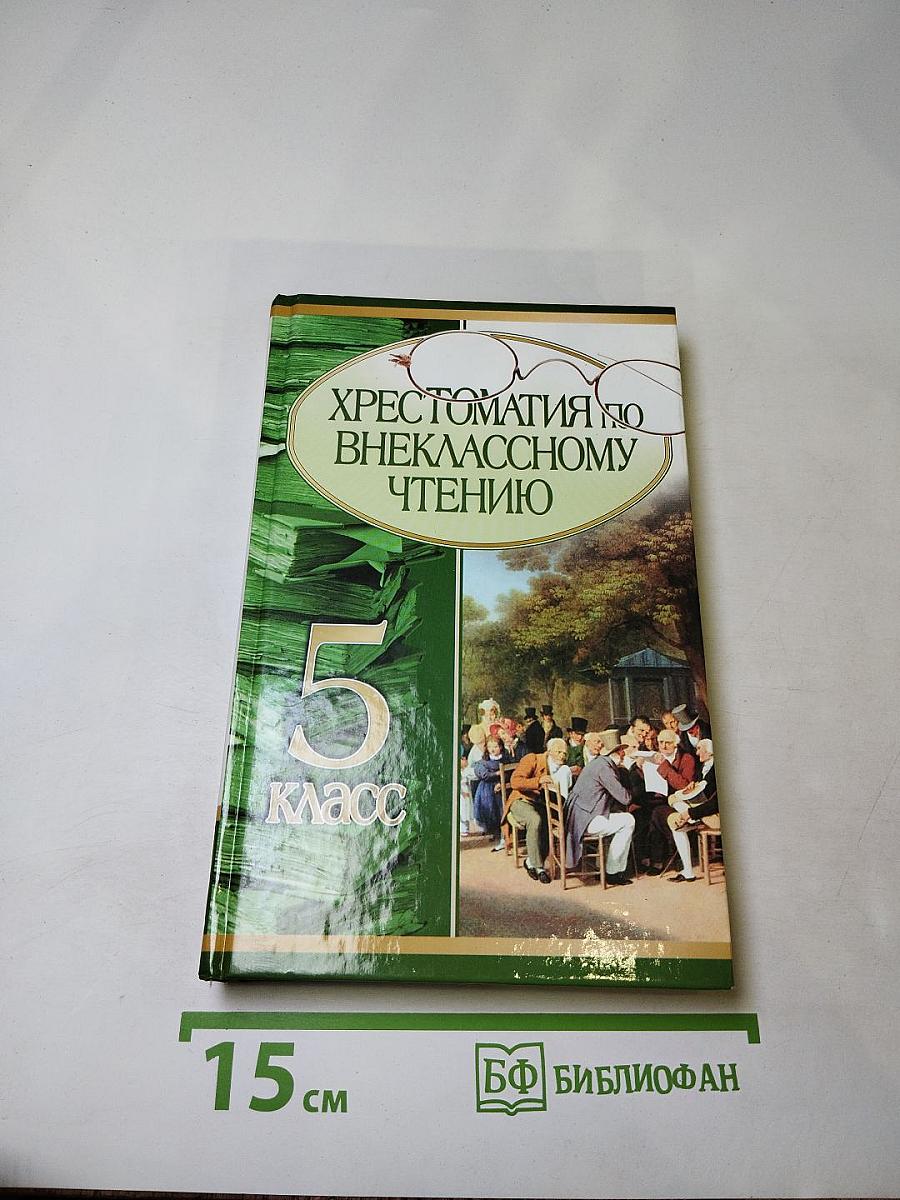 ХРЕСТОМАТИЯ ПО
ВНЕКЛАССНОМУ
ЧТЕНИЮ
5
класс
15 см
БФ БИБЛИОФАН